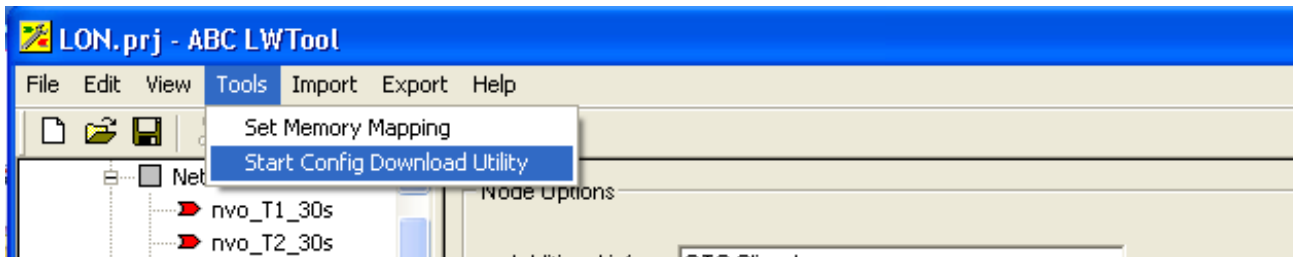 LON.prj - ABC LWTool
File Edit View Tools Import Export Help
Set Memory Mapping
Start Config Download Utility
Net
Node Options
nvo_T1_30s
nvo_T2_30s